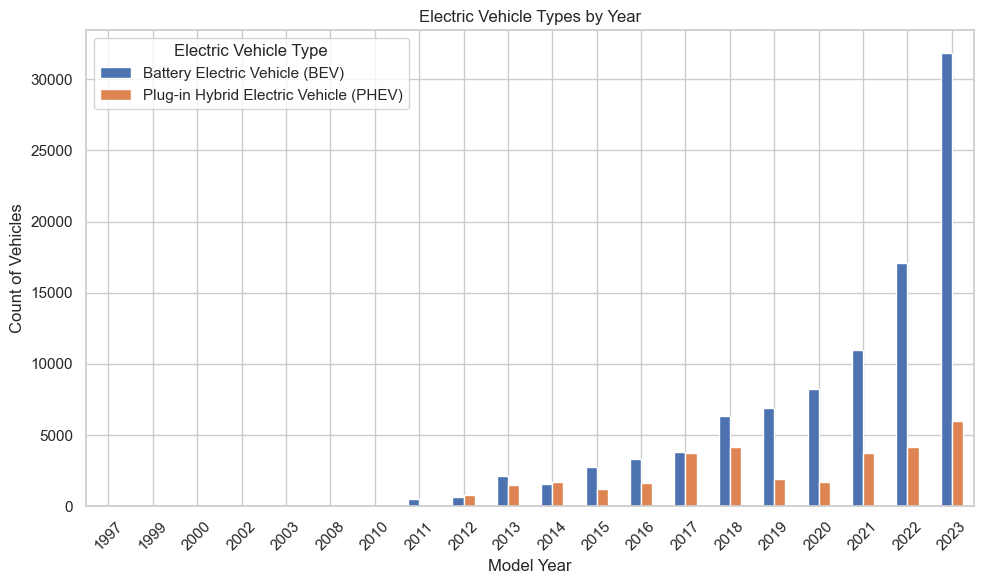 Electric Vehicle Types by Year
Electric Vehicle Type
Battery Electric Vehicle (BEV)
Plug-in Hybrid Electric Vehicle (PHEV)
Count of Vehicles
30000
25000
20000
15000
10000
5000
0
1997 1999 2000 2002 2003 2008 2010 2011 2012 2013 2014 2015 2016 2017 2018 2019 2020 2021 2022 2023
Model Year